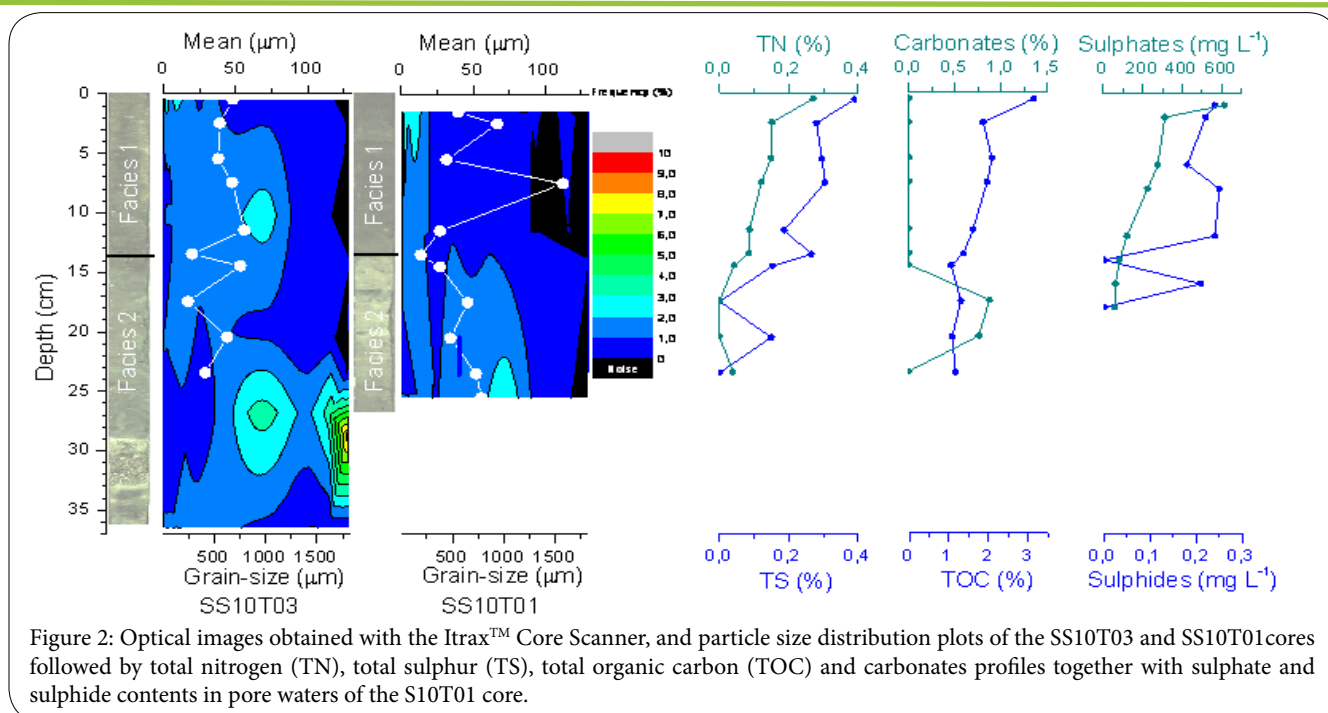 Mean (μm)
0 50 100
Mean (μm)
0 50 100
TN (%)
0,0 0,2 0,4
Carbonates (%)
0,0 0,5 1,0 1,5
Sulphates (mg L⁻¹)
0 200 400 600
Depth (cm)
0
5
10
15
20
25
30
35
Facies 1
Facies 2
Facies 1
Facies 2
Frequency (%)
10
9,0
8,0
7,0
6,0
5,0
4,0
3,0
2,0
1,0
0
Noise
500 1000 1500
Grain-size (μm)
SS10T03
500 1000 1500
Grain-size (μm)
SS10T01
0,0 0,2 0,4
TS (%)
0 1 2 3
TOC (%)
0,0 0,1 0,2 0,3
Sulphides (mg L⁻¹)
Figure 2: Optical images obtained with the Itrax™ Core Scanner, and particle size distribution plots of the SS10T03 and SS10T01cores
followed by total nitrogen (TN), total sulphur (TS), total organic carbon (TOC) and carbonates profiles together with sulphate and
sulphide contents in pore waters of the S10T01 core.